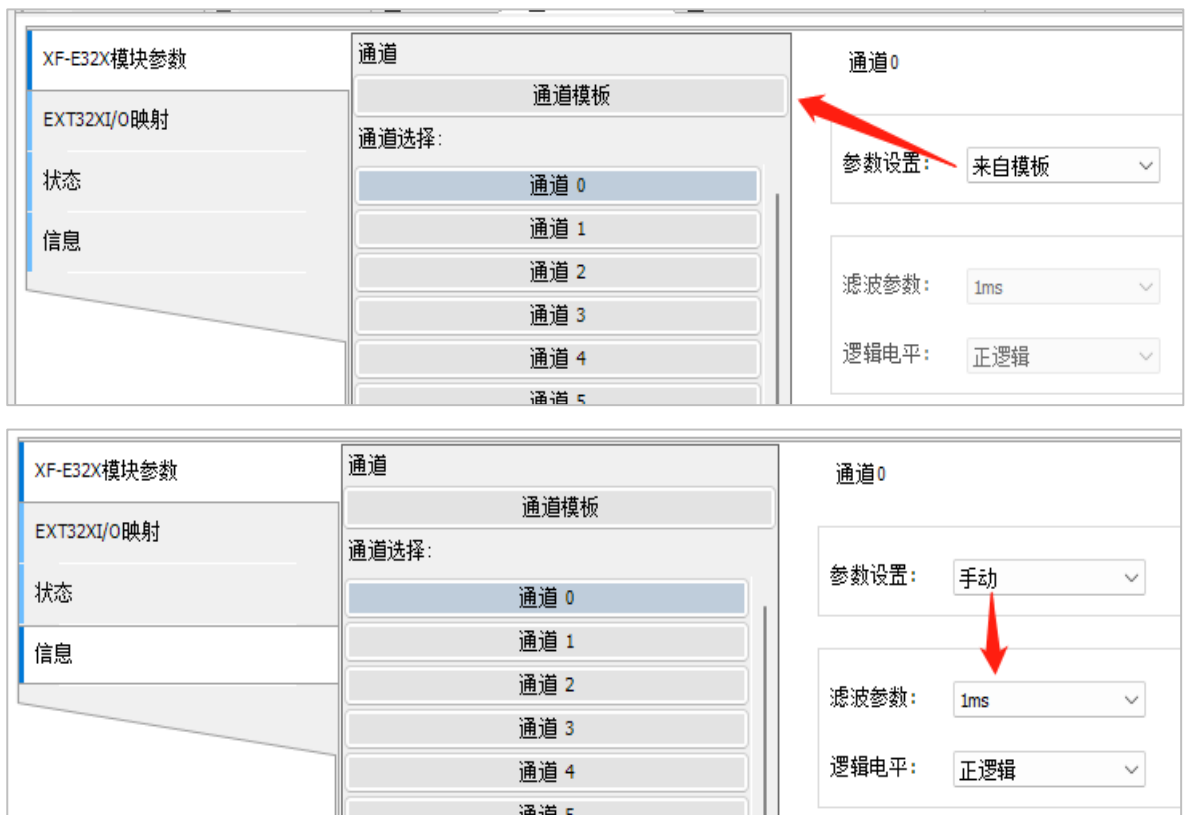 XF-E32X模块参数
EXT32XI/O映射
状态
信息
通道
通道模板
通道选择:
通道 0
通道 1
通道 2
通道 3
通道 4
通道 5
通道0
参数设置: 来自模板
滤波参数: 1ms
逻辑电平: 正逻辑
XF-E32X模块参数
EXT32XI/O映射
状态
信息
通道
通道模板
通道选择:
通道 0
通道 1
通道 2
通道 3
通道 4
通道 5
通道0
参数设置: 手动
滤波参数: 1ms
逻辑电平: 正逻辑